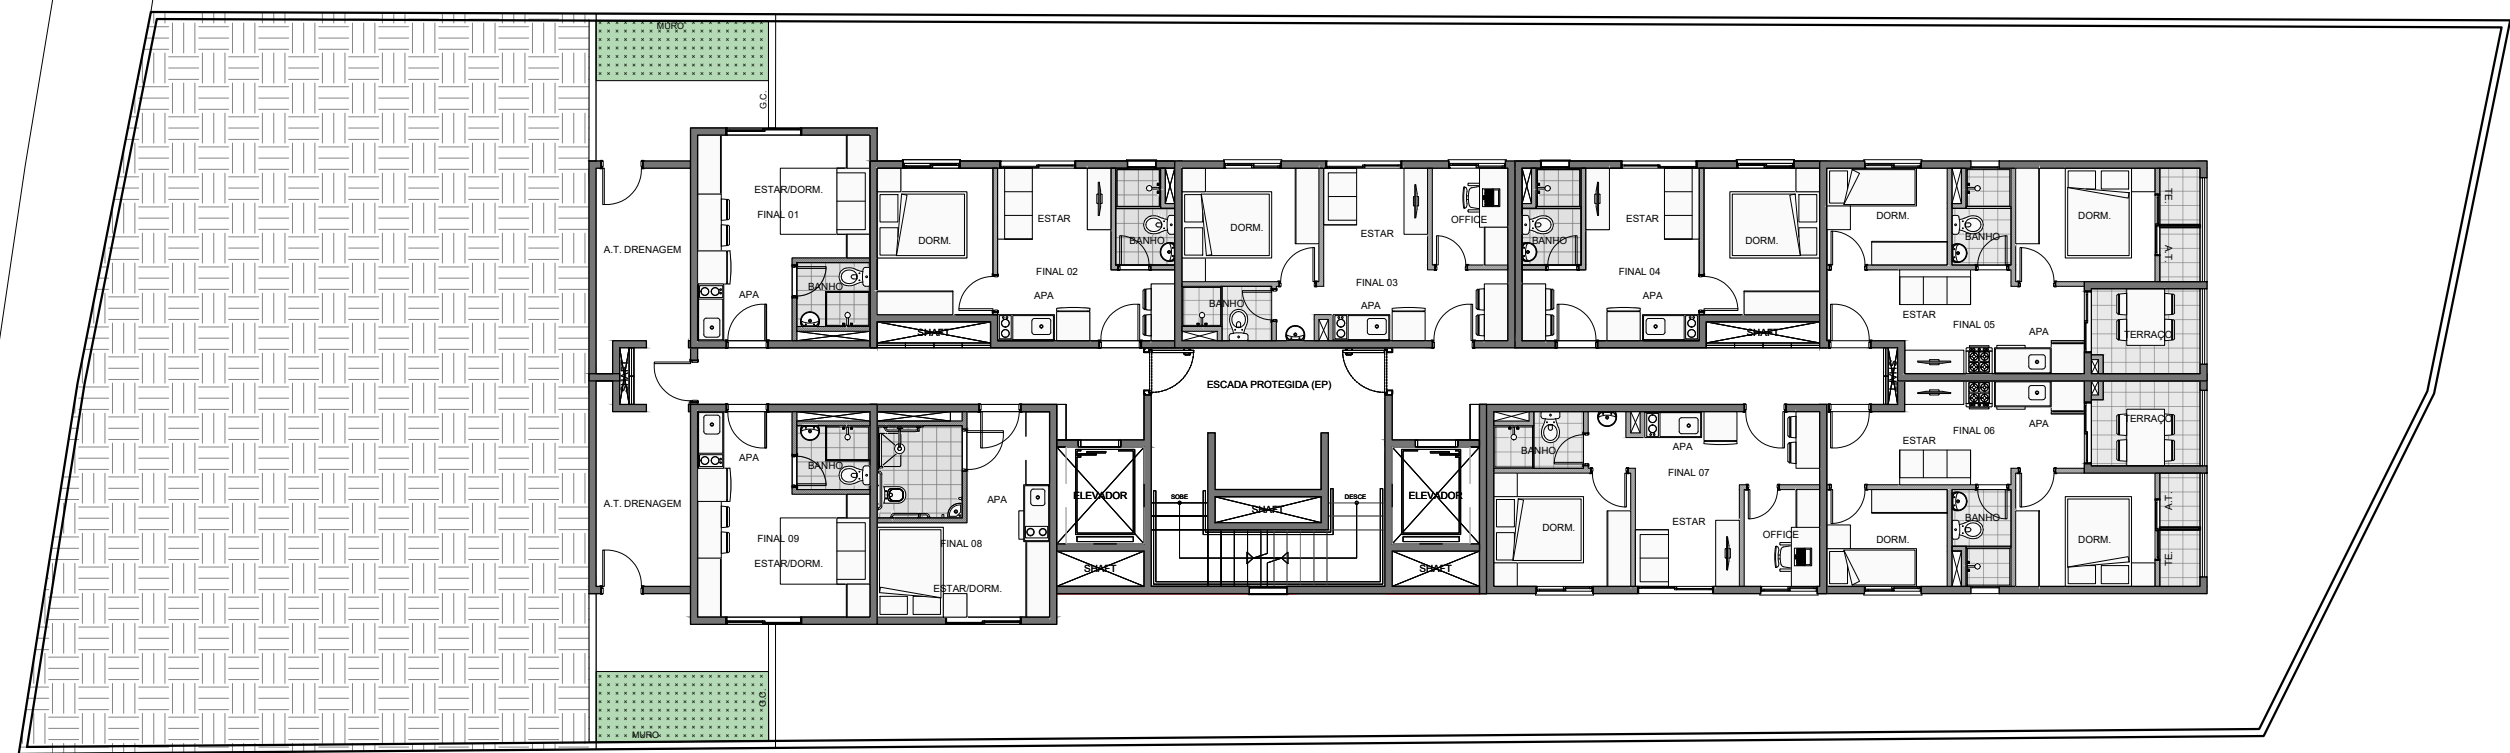 MURO
G.C.
ESTAR/DORM.
FINAL 01
A.T. DRENAGEM
APA
BANHO
DORM.
ESTAR
BANHO
FINAL 02
APA
SHAFT
DORM.
ESTAR
OFFICE
FINAL 03
BANHO
APA
BANHO
ESTAR
DORM.
FINAL 04
APA
SHAFT
DORM.
BANHO
DORM.
TE.
A.T.
ESTAR
FINAL 05
APA
TERRAÇO
ESCADA PROTEGIDA (EP)
A.T. DRENAGEM
APA
BANHO
FINAL 09
ESTAR/DORM.
APA
FINAL 08
ESTAR/DORM.
ELEVADOR
SHAFT
SOBE
SHAFT
DESCE
ELEVADOR
SHAFT
BANHO
APA
FINAL 07
DORM.
ESTAR
OFFICE
ESTAR
FINAL 06
APA
TERRAÇO
DORM.
BANHO
DORM.
A.T.
TE.
G.C.
MURO